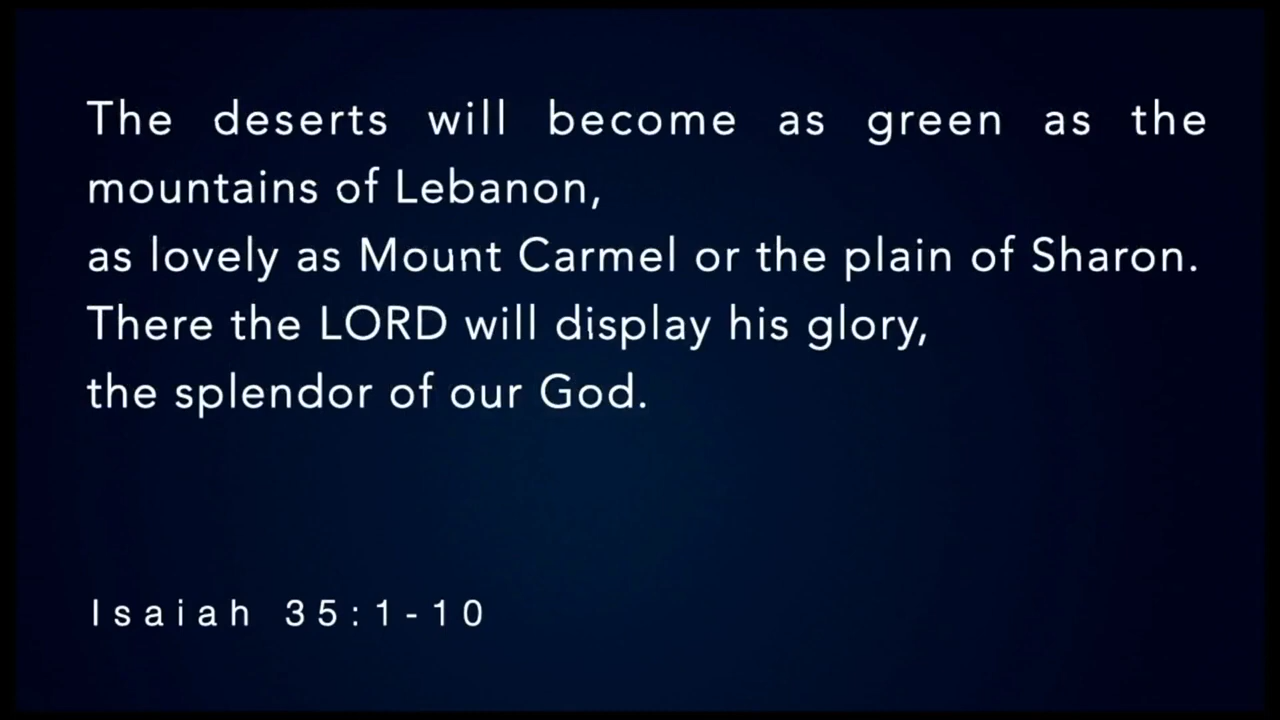 The deserts will become as green as the
mountains of Lebanon,
as lovely as Mount Carmel or the plain of Sharon.
There the LORD will display his glory,
the splendor of our God.
Isaiah 35:1-10